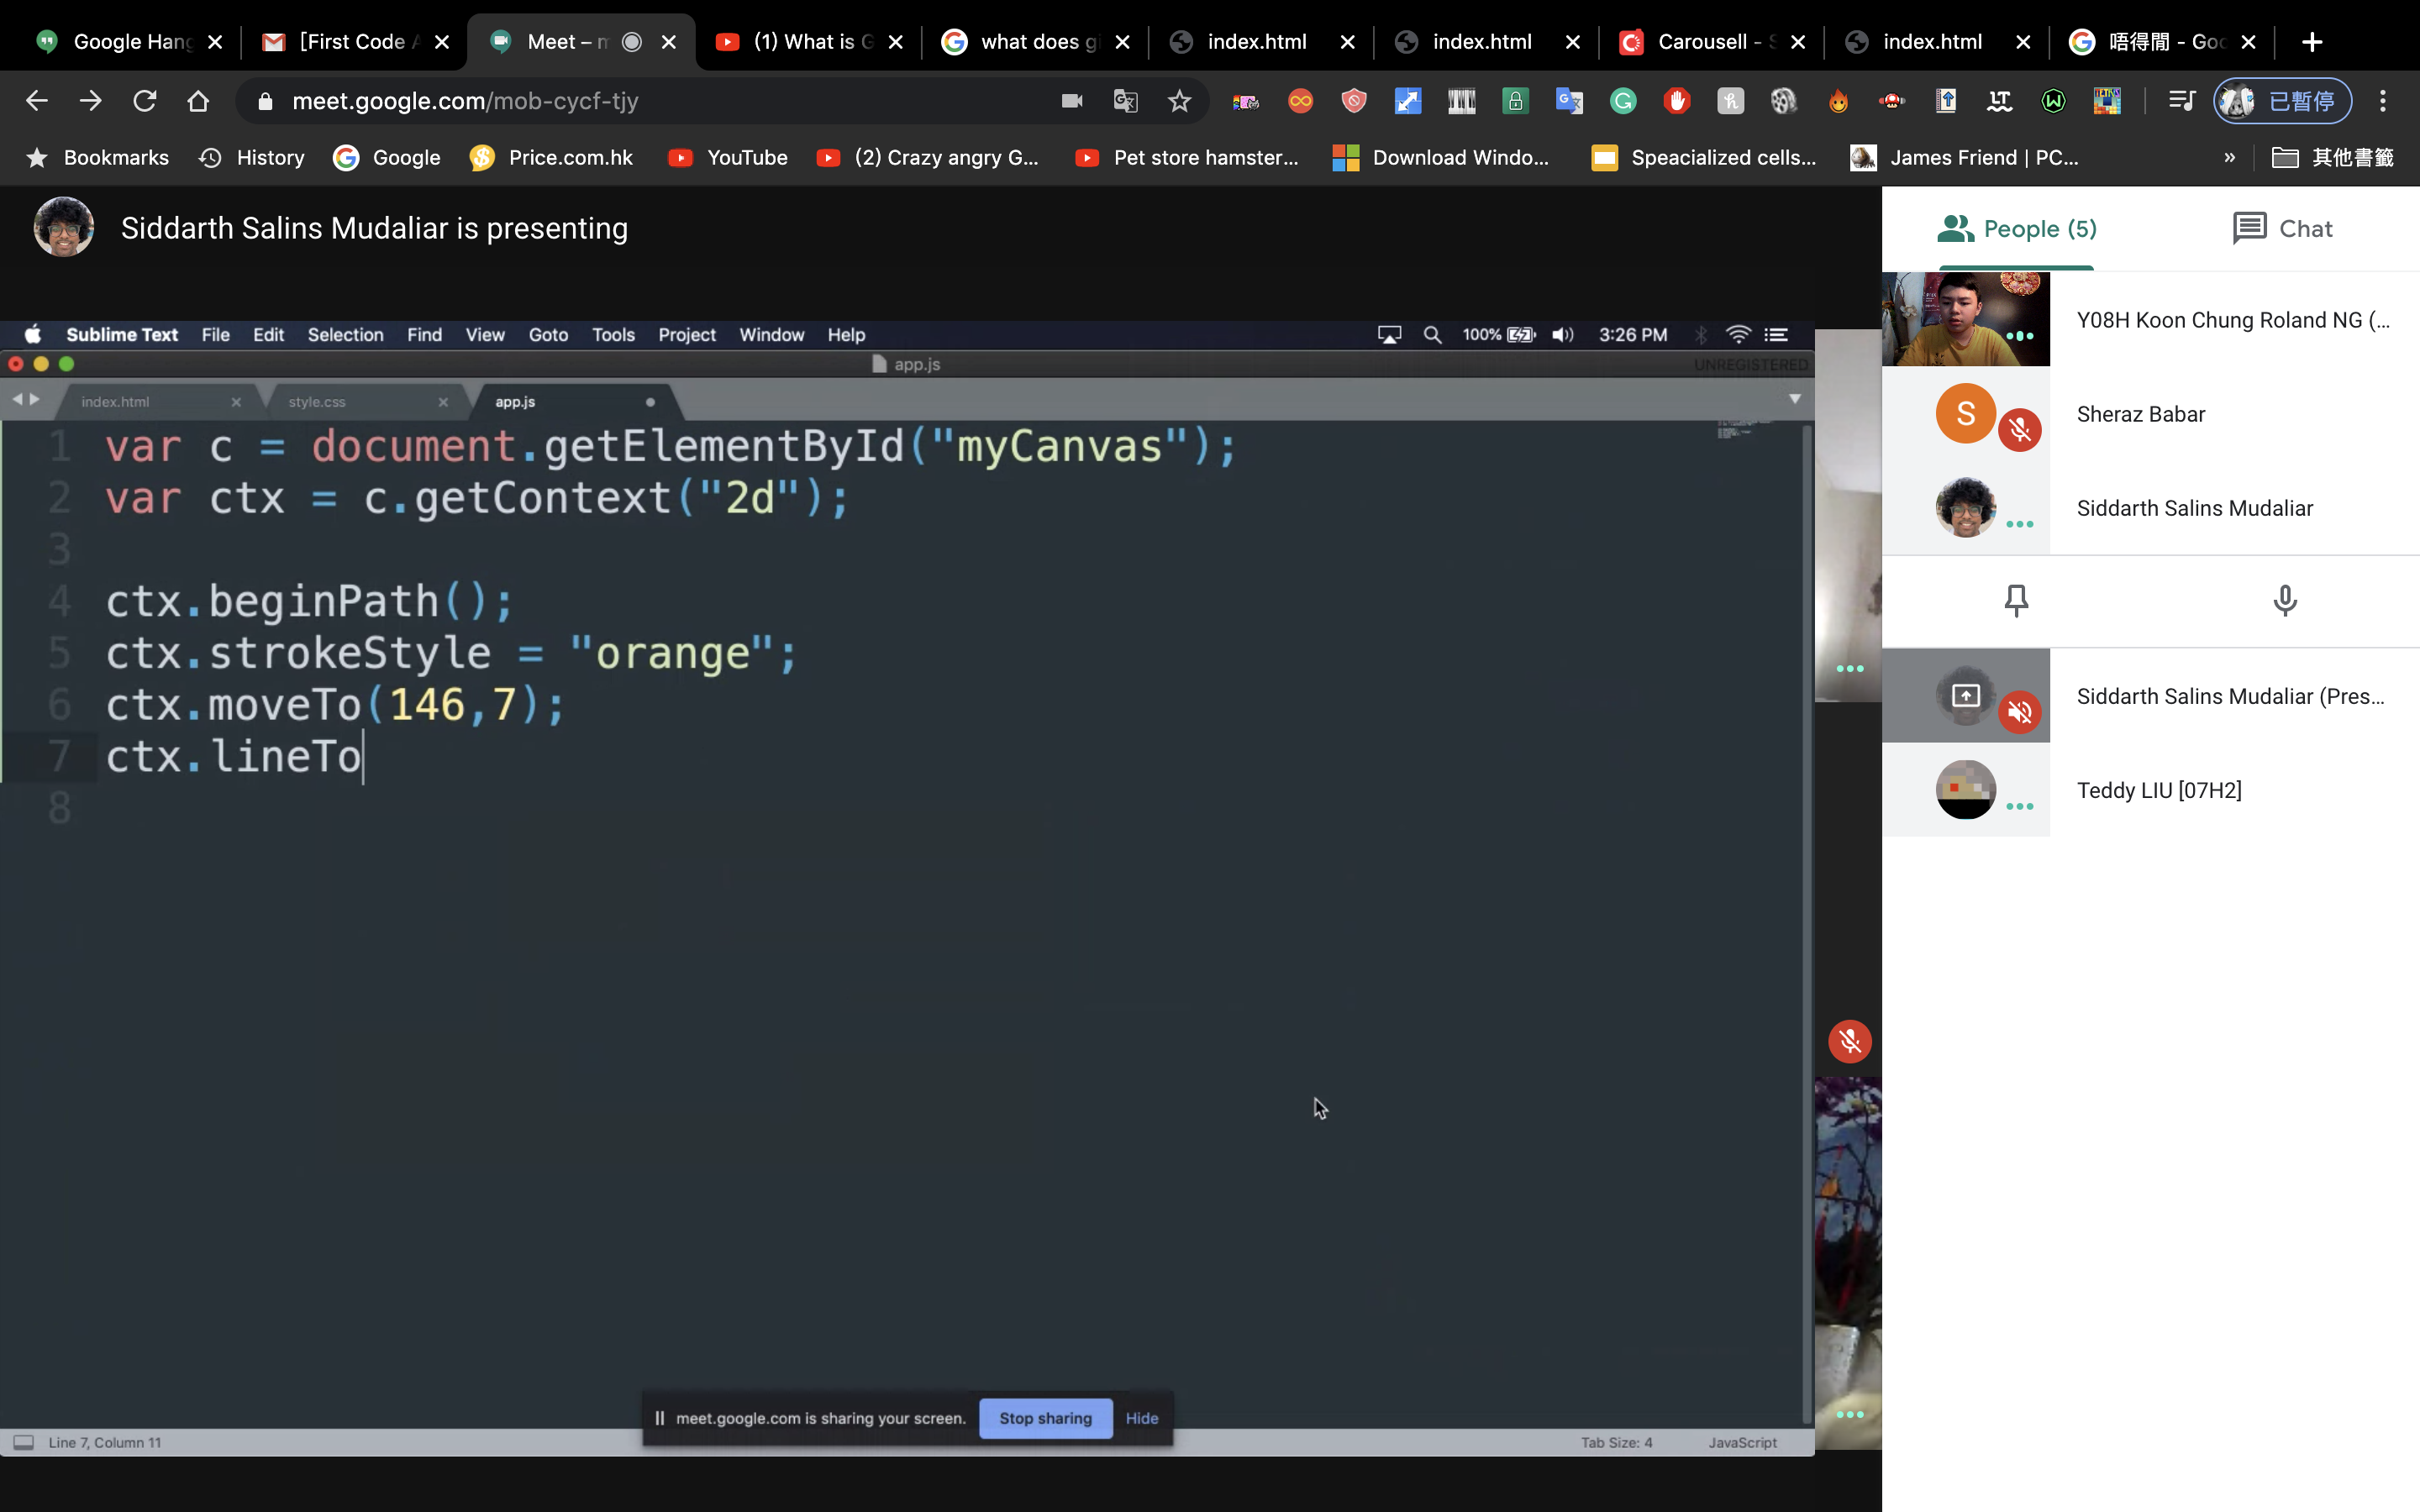 Google Hang
[First Code A
Meet – m
(1) What is G
what does gi
index.html
index.html
Carousell - S
index.html
唔得閒 - Goo
meet.google.com/mob-cycf-tjy
已暫停
Bookmarks
History
Google
Price.com.hk
YouTube
(2) Crazy angry G...
Pet store hamster...
Download Windo...
Speacialized cells...
James Friend | PC...
»
其他書籤
Siddarth Salins Mudaliar is presenting
People (5)
Chat
Sublime Text File Edit Selection Find View Goto Tools Project Window Help
100%
3:26 PM
app.js
UNREGISTERED
index.html
style.css
app.js
1 var c = document.getElementById("myCanvas");
2 var ctx = c.getContext("2d");
3
4 ctx.beginPath();
5 ctx.strokeStyle = "orange";
6 ctx.moveTo(146,7);
7 ctx.lineTo
8
meet.google.com is sharing your screen.
Stop sharing
Hide
Line 7, Column 11
Tab Size: 4
JavaScript
Y08H Koon Chung Roland NG (...
S
Sheraz Babar
Siddarth Salins Mudaliar
Siddarth Salins Mudaliar (Pres...
Teddy LIU [07H2]